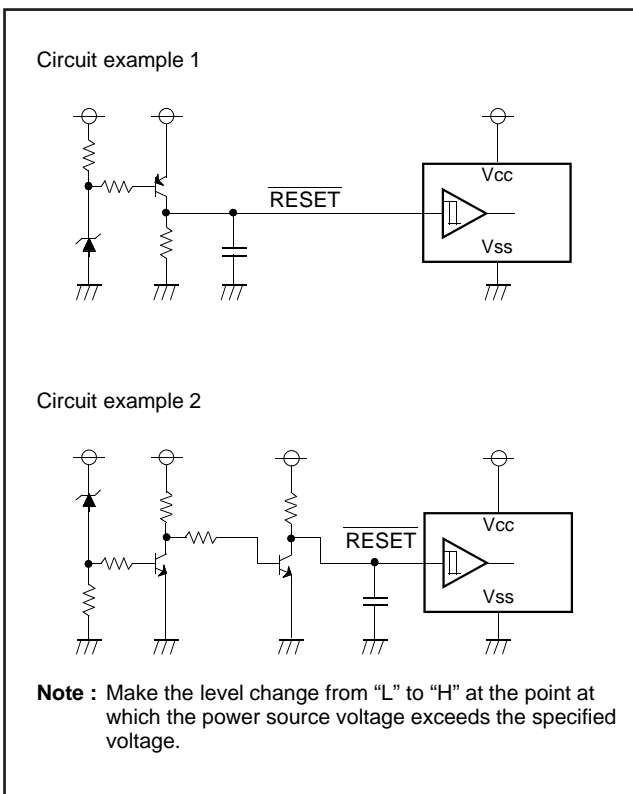 Circuit example 1
RESET
Vcc
Vss
Circuit example 2
RESET
Vcc
Vss
Note : Make the level change from “L” to “H” at the point at
which the power source voltage exceeds the specified
voltage.